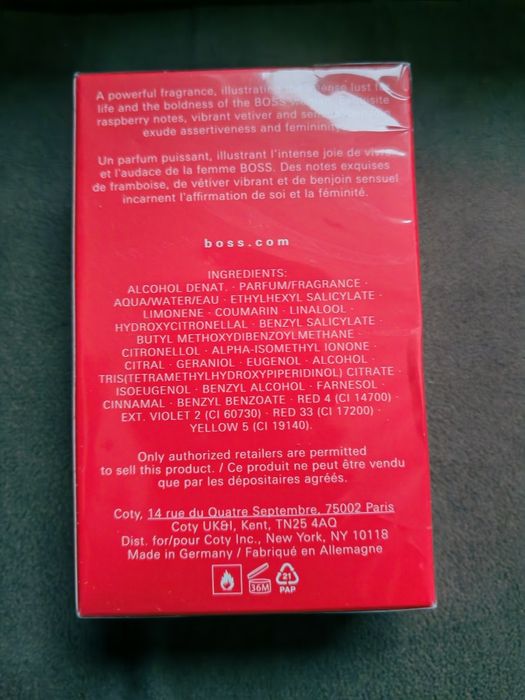 A powerful fragrance, illustrating the intense lust for
life and the boldness of the BOSS
raspberry notes, vibrant vetiver and
exude assertiveness and femininity.
Un parfum puissant, illustrant l'intense joie de vivre
et l'audace de la femme BOSS. Des notes exquises
de framboise, de vétiver vibrant et de benjoin sensuel
incarnent l'affirmation de soi et la féminité.
boss.com
INGREDIENTS:
ALCOHOL DENAT. · PARFUM/FRAGRANCE ·
AQUA/WATER/EAU · ETHYLHEXYL SALICYLATE ·
LIMONENE · COUMARIN · LINALOOL ·
HYDROXYCITRONELLAL · BENZYL SALICYLATE ·
BUTYL METHOXYDIBENZOYLMETHANE ·
CITRONELLOL · ALPHA-ISOMETHYL IONONE ·
CITRAL · GERANIOL · EUGENOL · ALCOHOL ·
TRIS(TETRAMETHYLHYDROXYPIPERIDINOL) CITRATE ·
ISOEUGENOL · BENZYL ALCOHOL · FARNESOL ·
CINNAMAL · BENZYL BENZOATE · RED 4 (CI 14700) ·
EXT. VIOLET 2 (CI 60730) · RED 33 (CI 17200) ·
YELLOW 5 (CI 19140).
Only authorized retailers are permitted
to sell this product. / Ce produit ne peut être vendu
que par les dépositaires agréés.
Coty, 14 rue du Quatre Septembre, 75002 Paris
Coty UK&I, Kent, TN25 4AQ
Dist. for/pour Coty Inc., New York, NY 10118
Made in Germany / Fabriqué en Allemagne
36M
21
PAP